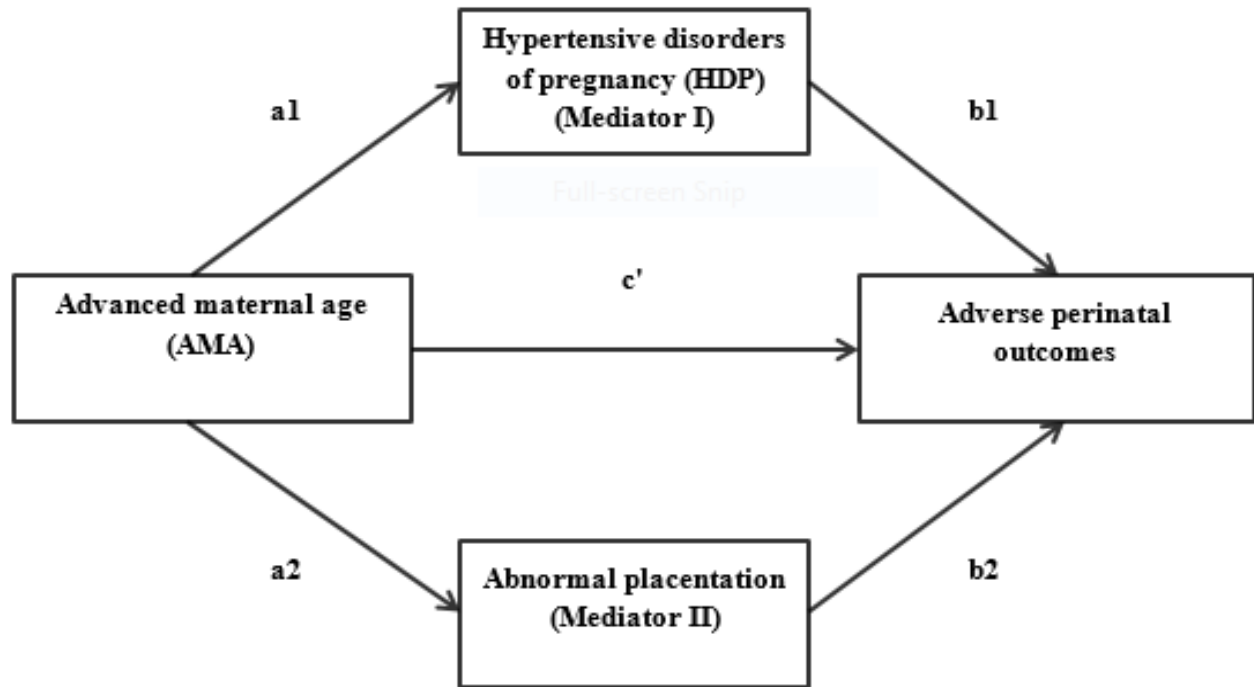 Hypertensive disorders
of pregnancy (HDP)
(Mediator I)
a1
b1
Full-screen Snip
c'
Advanced maternal age
(AMA)
Adverse perinatal
outcomes
a2
b2
Abnormal placentation
(Mediator II)